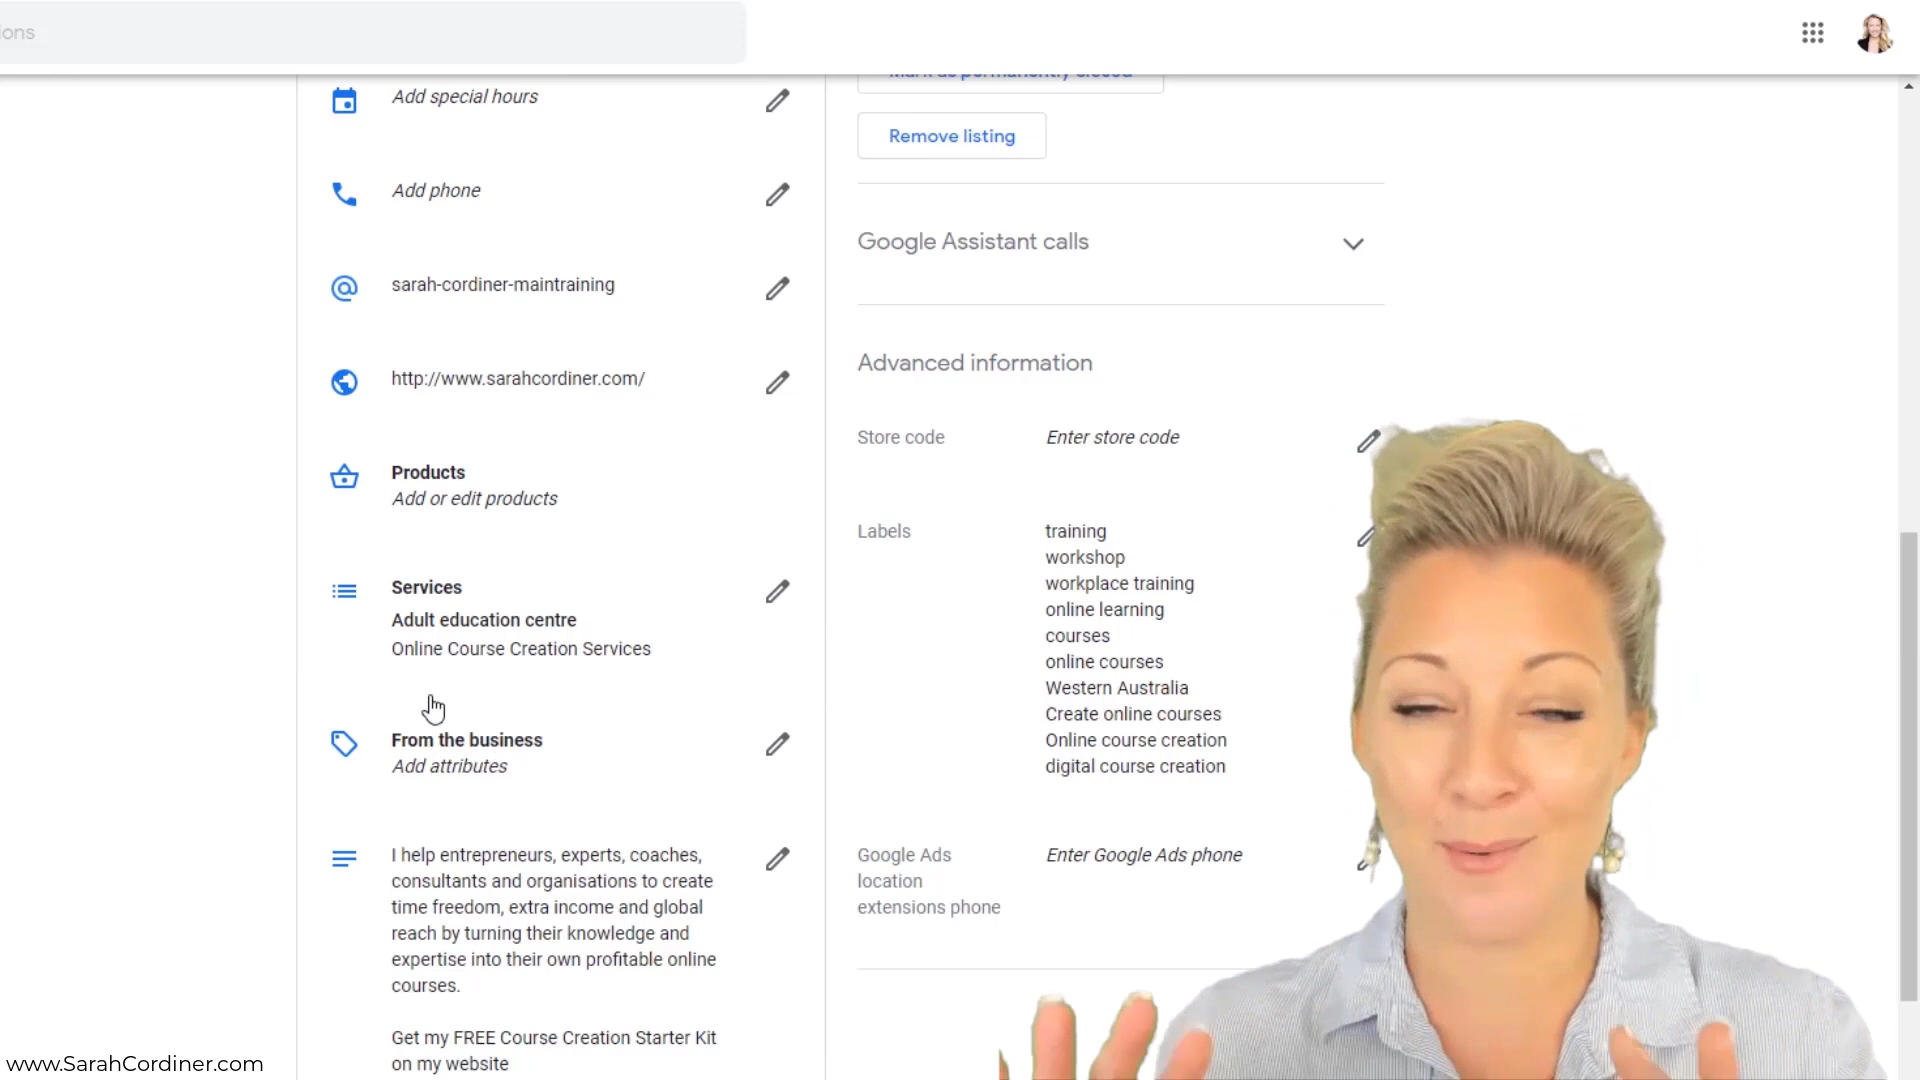 ions
Add special hours
Add phone
sarah-cordiner-maintraining
http://www.sarahcordiner.com/
Products
Add or edit products
Services
Adult education centre
Online Course Creation Services
From the business
Add attributes
I help entrepreneurs, experts, coaches,
consultants and organisations to create
time freedom, extra income and global
reach by turning their knowledge and
expertise into their own profitable online
courses.
Get my FREE Course Creation Starter Kit
on my website
Mark as permanently closed
Remove listing
Google Assistant calls
Advanced information
Store code
Enter store code
Labels
training
workshop
workplace training
online learning
courses
online courses
Western Australia
Create online courses
Online course creation
digital course creation
Google Ads
location
extensions phone
Enter Google Ads phone
www.SarahCordiner.com